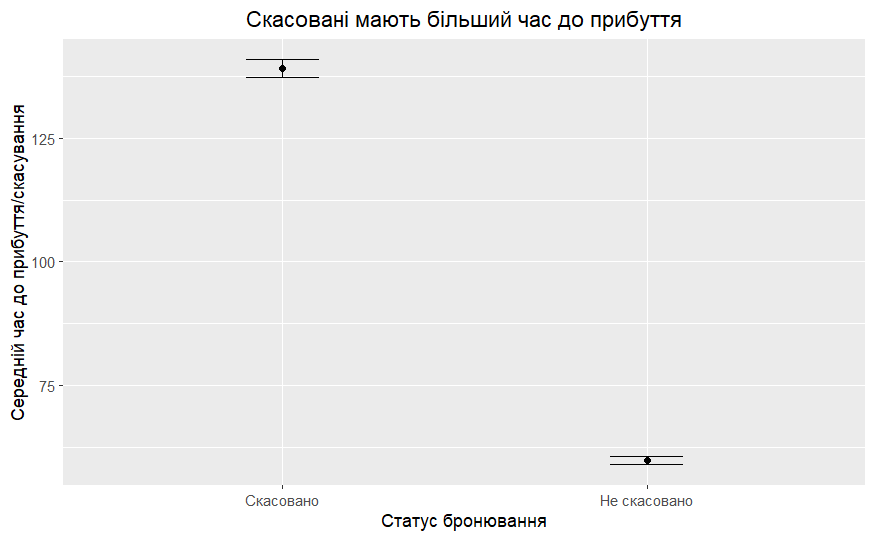 Скасовані мають більший час до прибуття
Середній час до прибуття/скасування
125
100
75
Скасовано
Не скасовано
Статус бронювання